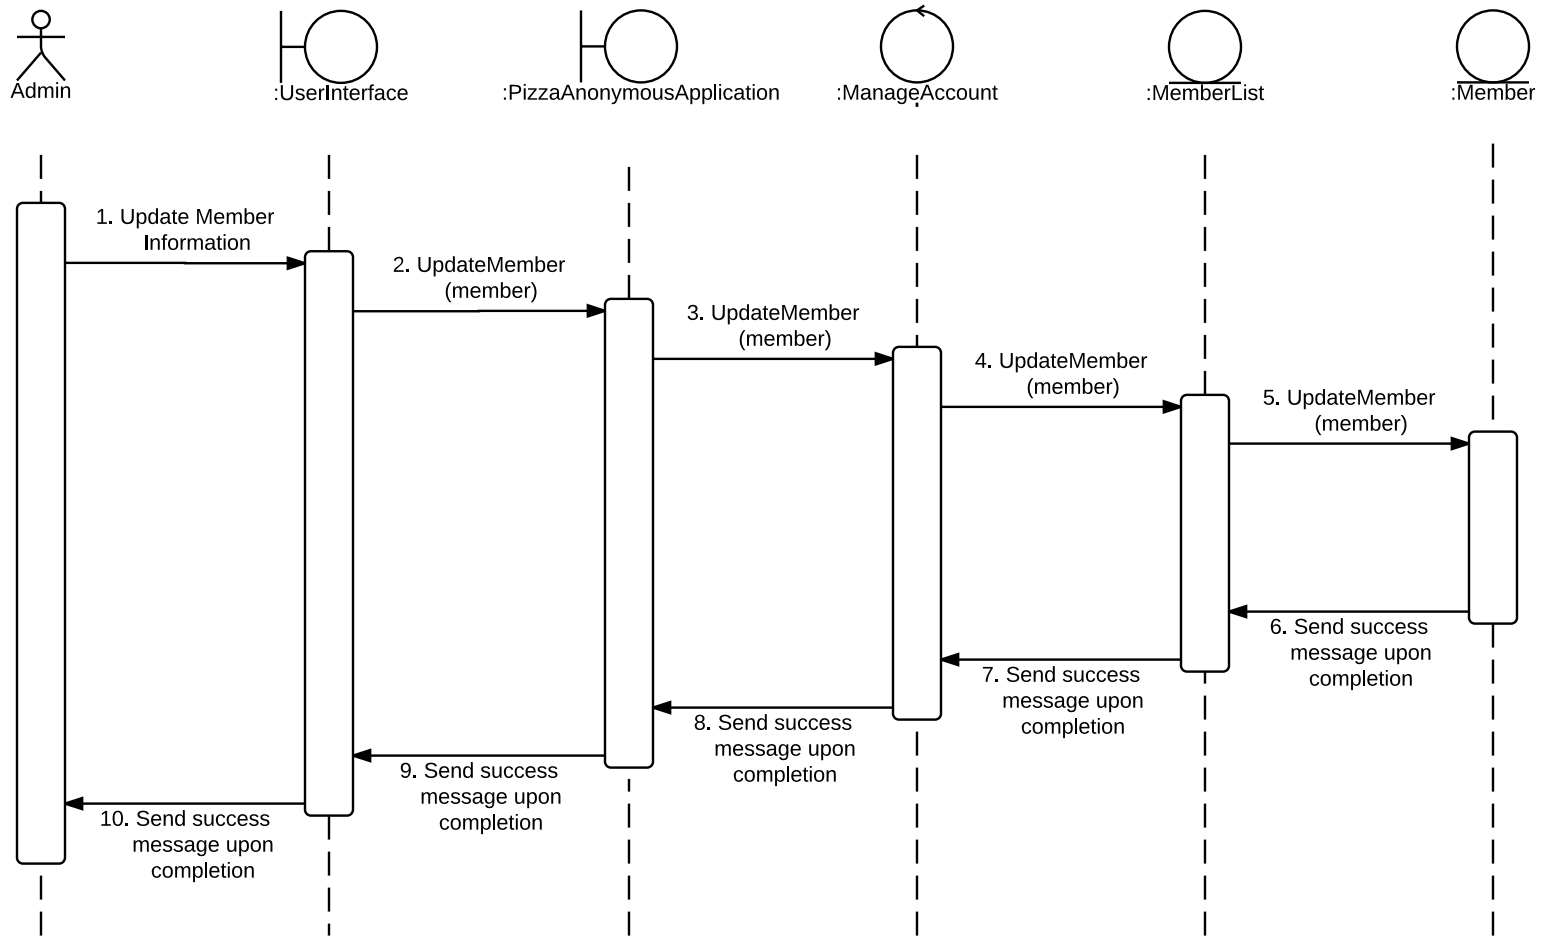 Admin
:UserInterface
:PizzaAnonymousApplication
:ManageAccount
:MemberList
:Member
1. Update Member
Information
2. UpdateMember
(member)
3. UpdateMember
(member)
4. UpdateMember
(member)
5. UpdateMember
(member)
6. Send success
message upon
completion
7. Send success
message upon
completion
8. Send success
message upon
completion
9. Send success
message upon
completion
10. Send success
message upon
completion